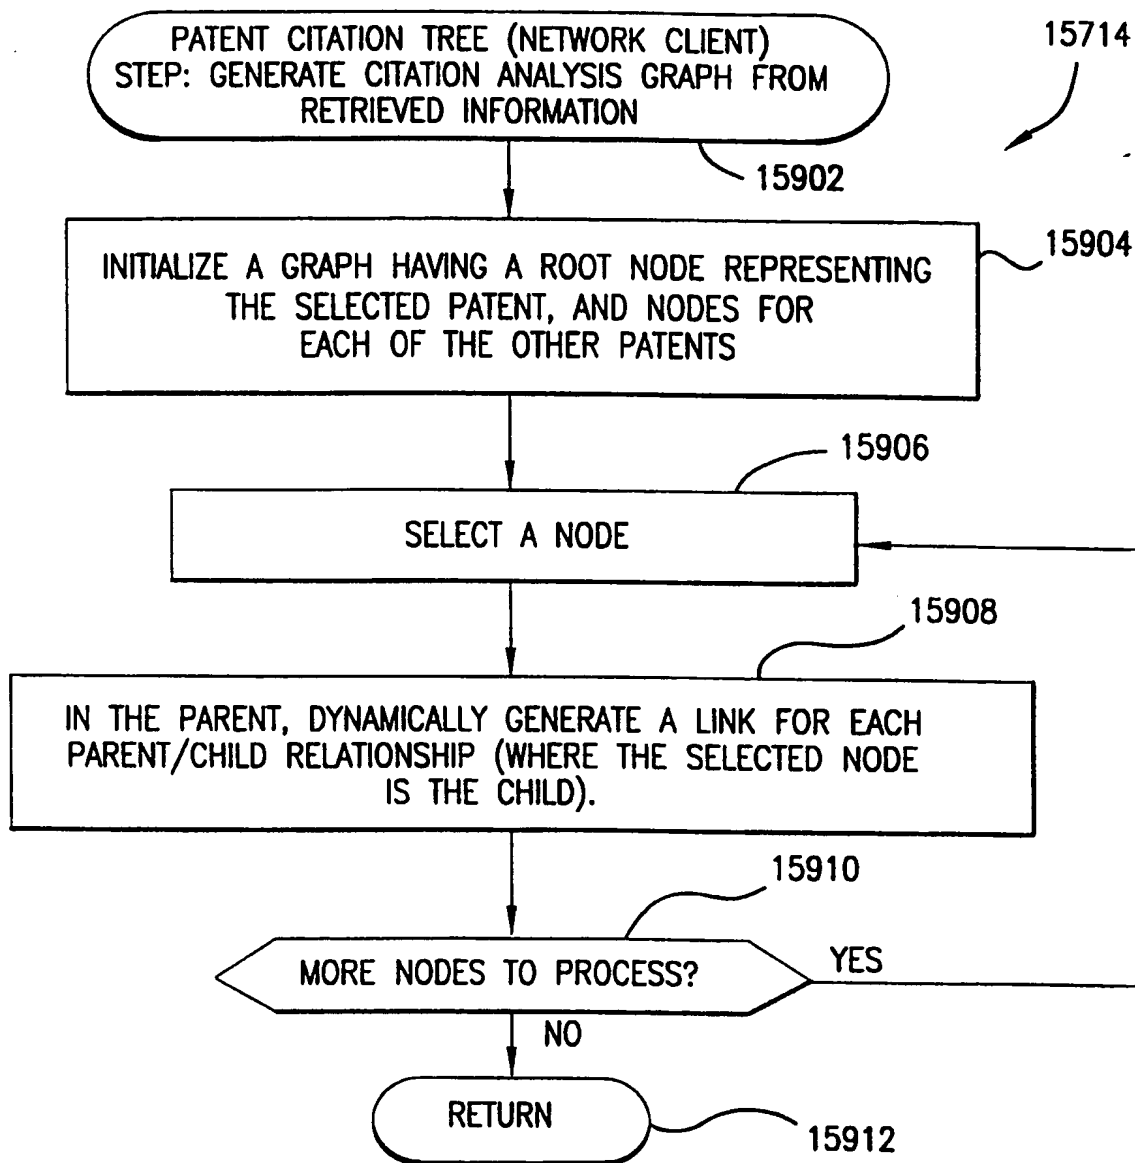 PATENT CITATION TREE (NETWORK CLIENT)
STEP: GENERATE CITATION ANALYSIS GRAPH FROM
RETRIEVED INFORMATION
15714
15902
INITIALIZE A GRAPH HAVING A ROOT NODE REPRESENTING
THE SELECTED PATENT, AND NODES FOR
EACH OF THE OTHER PATENTS
15904
15906
SELECT A NODE
15908
IN THE PARENT, DYNAMICALLY GENERATE A LINK FOR EACH
PARENT/CHILD RELATIONSHIP (WHERE THE SELECTED NODE
IS THE CHILD).
15910
MORE NODES TO PROCESS?
YES
NO
RETURN
15912